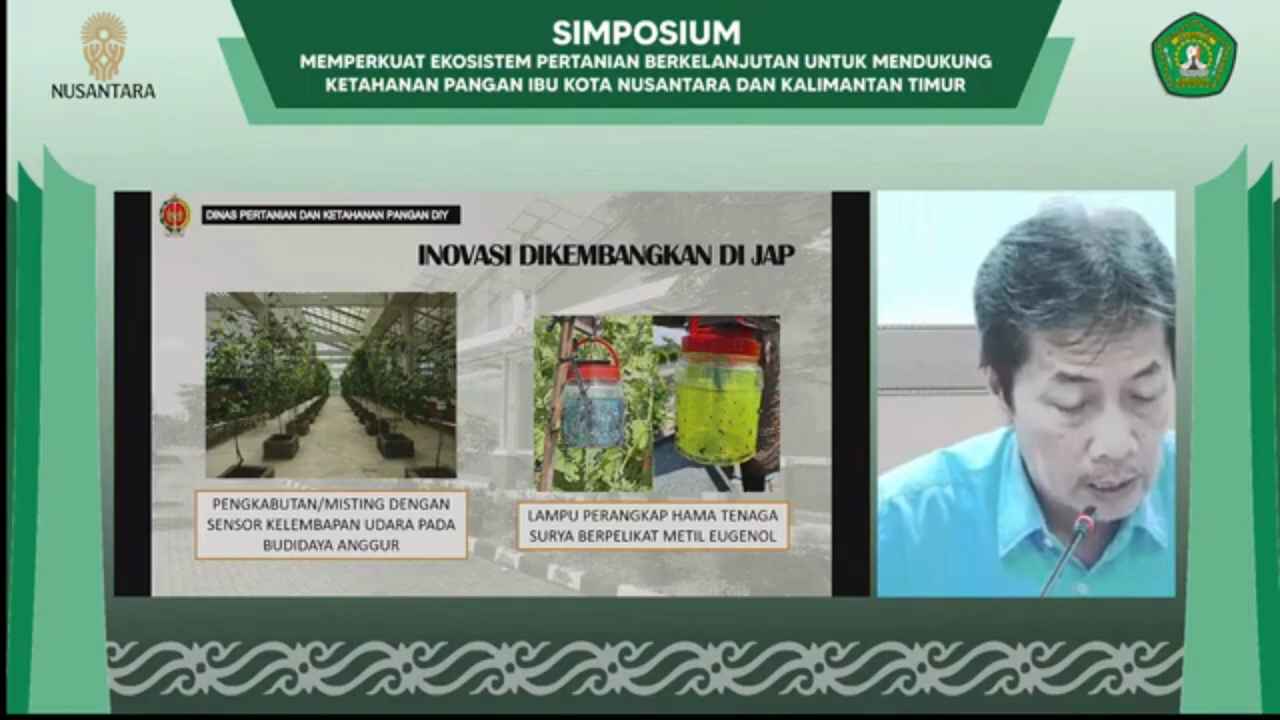 SIMPOSIUM
MEMPERKUAT EKOSISTEM PERTANIAN BERKELANJUTAN UNTUK MENDUKUNG
KETAHANAN PANGAN IBU KOTA NUSANTARA DAN KALIMANTAN TIMUR
NUSANTARA
DINAS PERTANIAN DAN KETAHANAN PANGAN DIY
INOVASI DIKEMBANGKAN DI JAP
PENGKABUTAN/MISTING DENGAN
SENSOR KELEMBAPAN UDARA PADA
BUDIDAYA ANGGUR
LAMPU PERANGKAP HAMA TENAGA
SURYA BERPELIKAT METIL EUGENOL